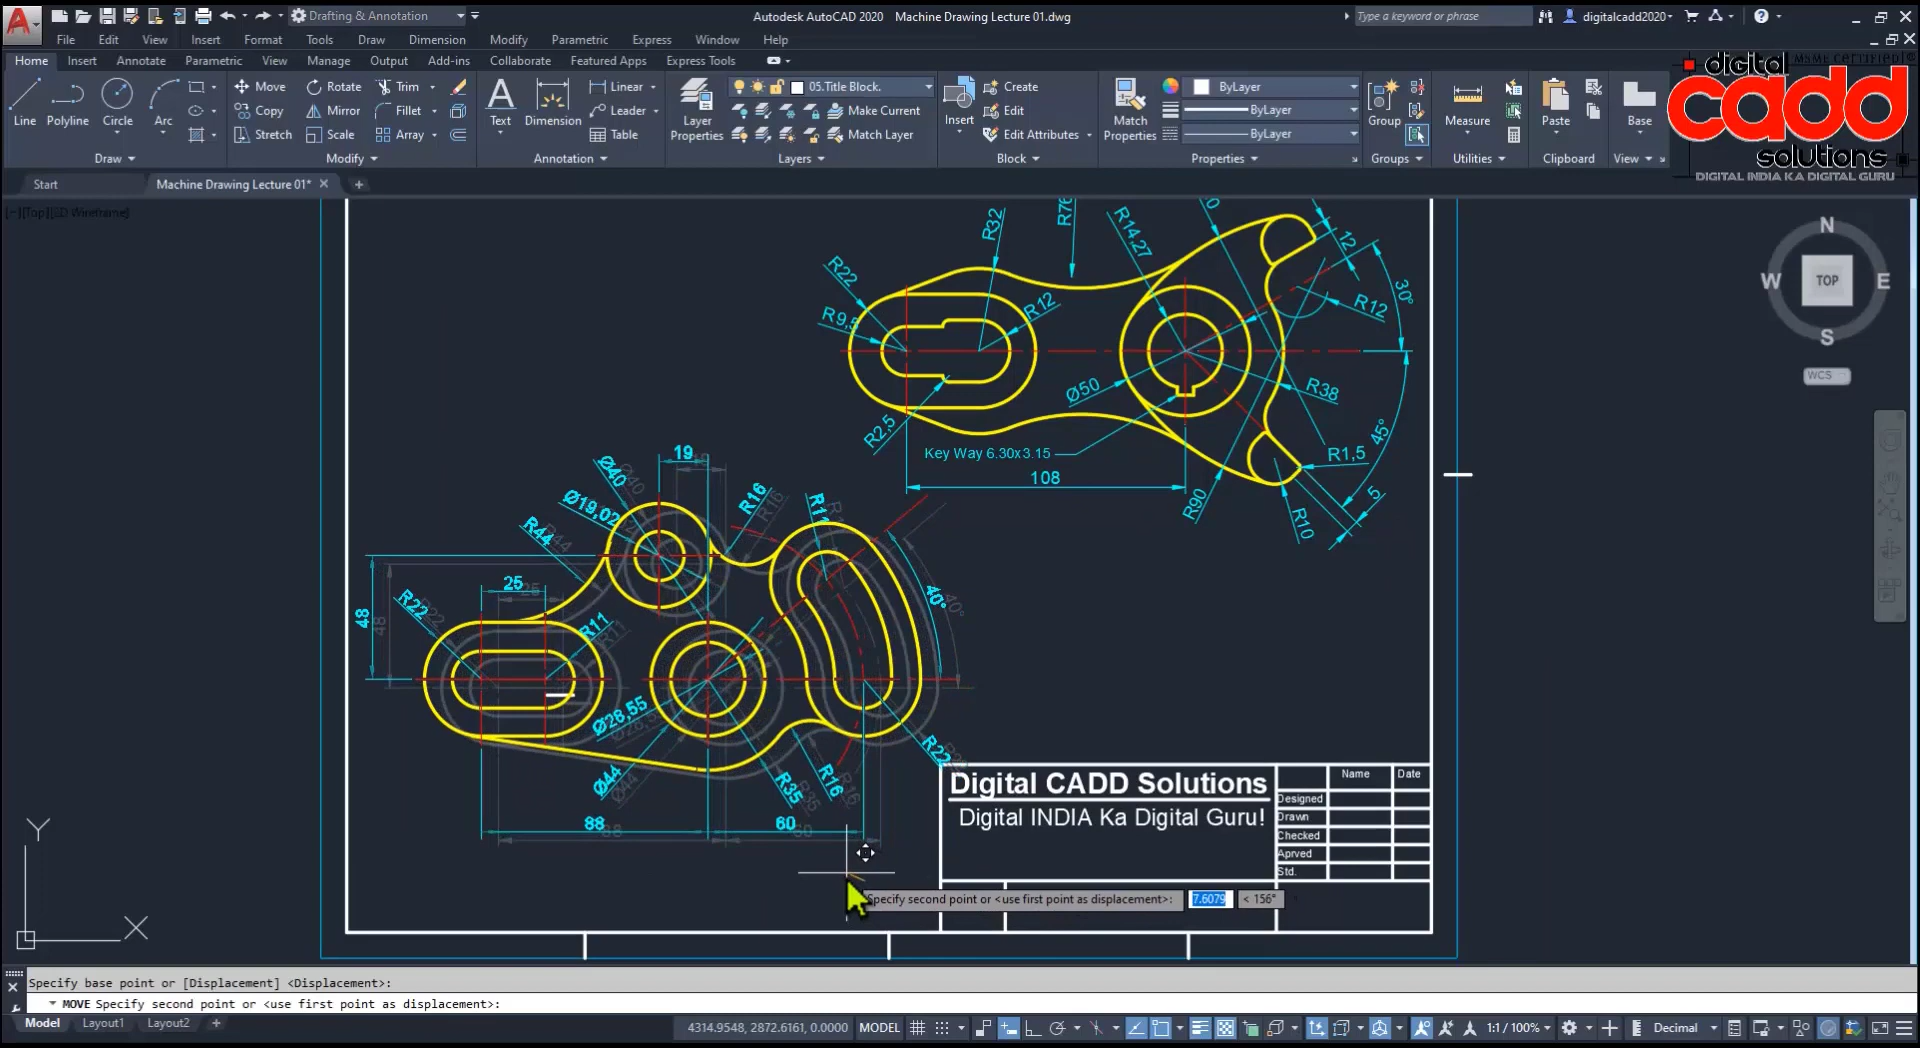 Drafting & Annotation
Autodesk AutoCAD 2020 Machine Drawing Lecture 01.dwg
Type a keyword or phrase
digitalcadd2020
File Edit View Insert Format Tools Draw Dimension Modify Parametric Express Window Help
Home Insert Annotate Parametric View Manage Output Add-ins Collaborate Featured Apps Express Tools
Line Polyline Circle Arc
Move Rotate Trim
Copy Mirror Fillet
Stretch Scale Array
Text Dimension
Linear
Leader
Table
Layer Properties
05.Title Block.
Make Current
Match Layer
Insert
Create
Edit
Edit Attributes
Match Properties
ByLayer
ByLayer
ByLayer
Group
Measure
Paste
Base
Draw Modify Annotation Layers Block Properties Groups Utilities Clipboard View
digital
MSME CERTIFIED
cadd
solutions
DIGITAL INDIA KA DIGITAL GURU
Start Machine Drawing Lecture 01*
[−][Top][2D Wireframe]
N
W TOP E
S
WCS
R32
R76
R14,27
12
R22
R9,5
R12
30°
R12
Ø50
R38
R2,5
45°
Key Way 6.30x3.15
R1,5
108
R90
5
R10
19
Ø40
Ø19,02
R16
R11
R44
25
40°
R22
48
R11
Ø28,55
R22
Ø44
R35
R16
88
60
Digital CADD Solutions
Digital INDIA Ka Digital Guru!
Name Date
Designed
Drawn
Checked
Aprved
Std.
Specify second point or <use first point as displacement>: 7.6079 < 156°
Y
X
Specify base point or [Displacement] <Displacement>:
MOVE Specify second point or <use first point as displacement>:
Model Layout1 Layout2
4314.9548, 2872.6161, 0.0000 MODEL
1:1 / 100%
Decimal